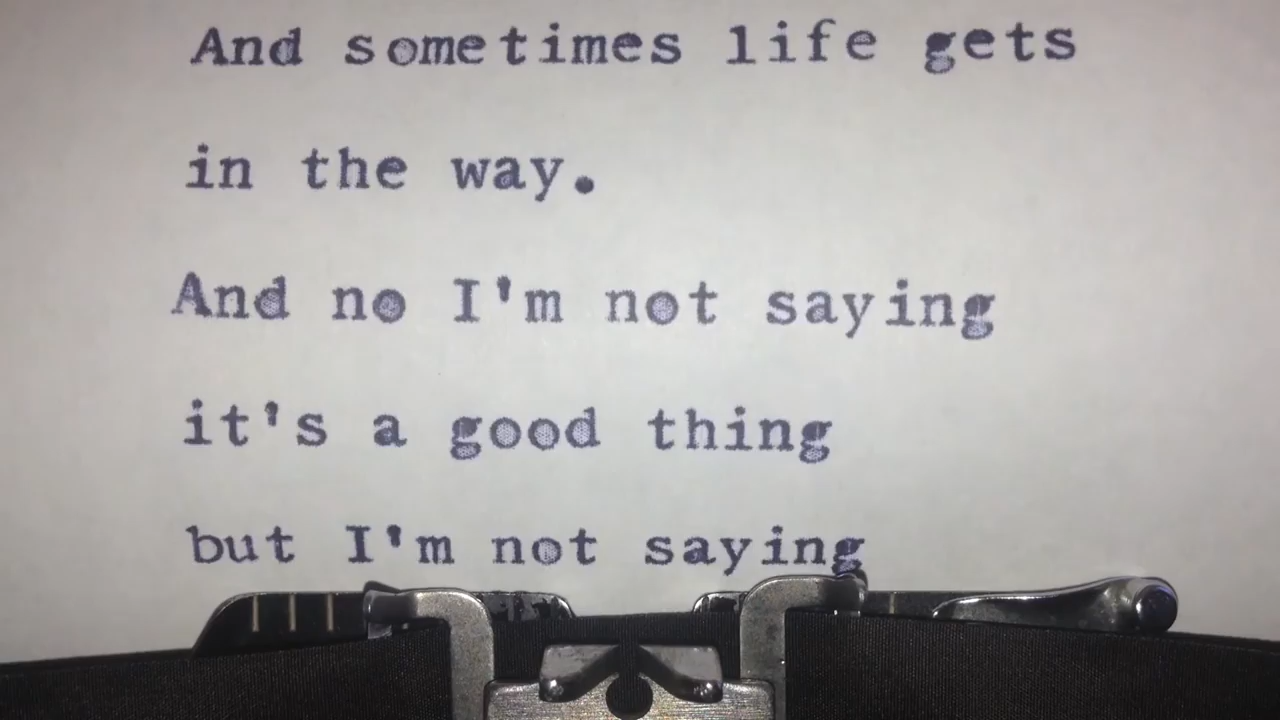 And sometimes life gets
in the way.
And no I'm not saying
it's a good thing
but I'm not saying